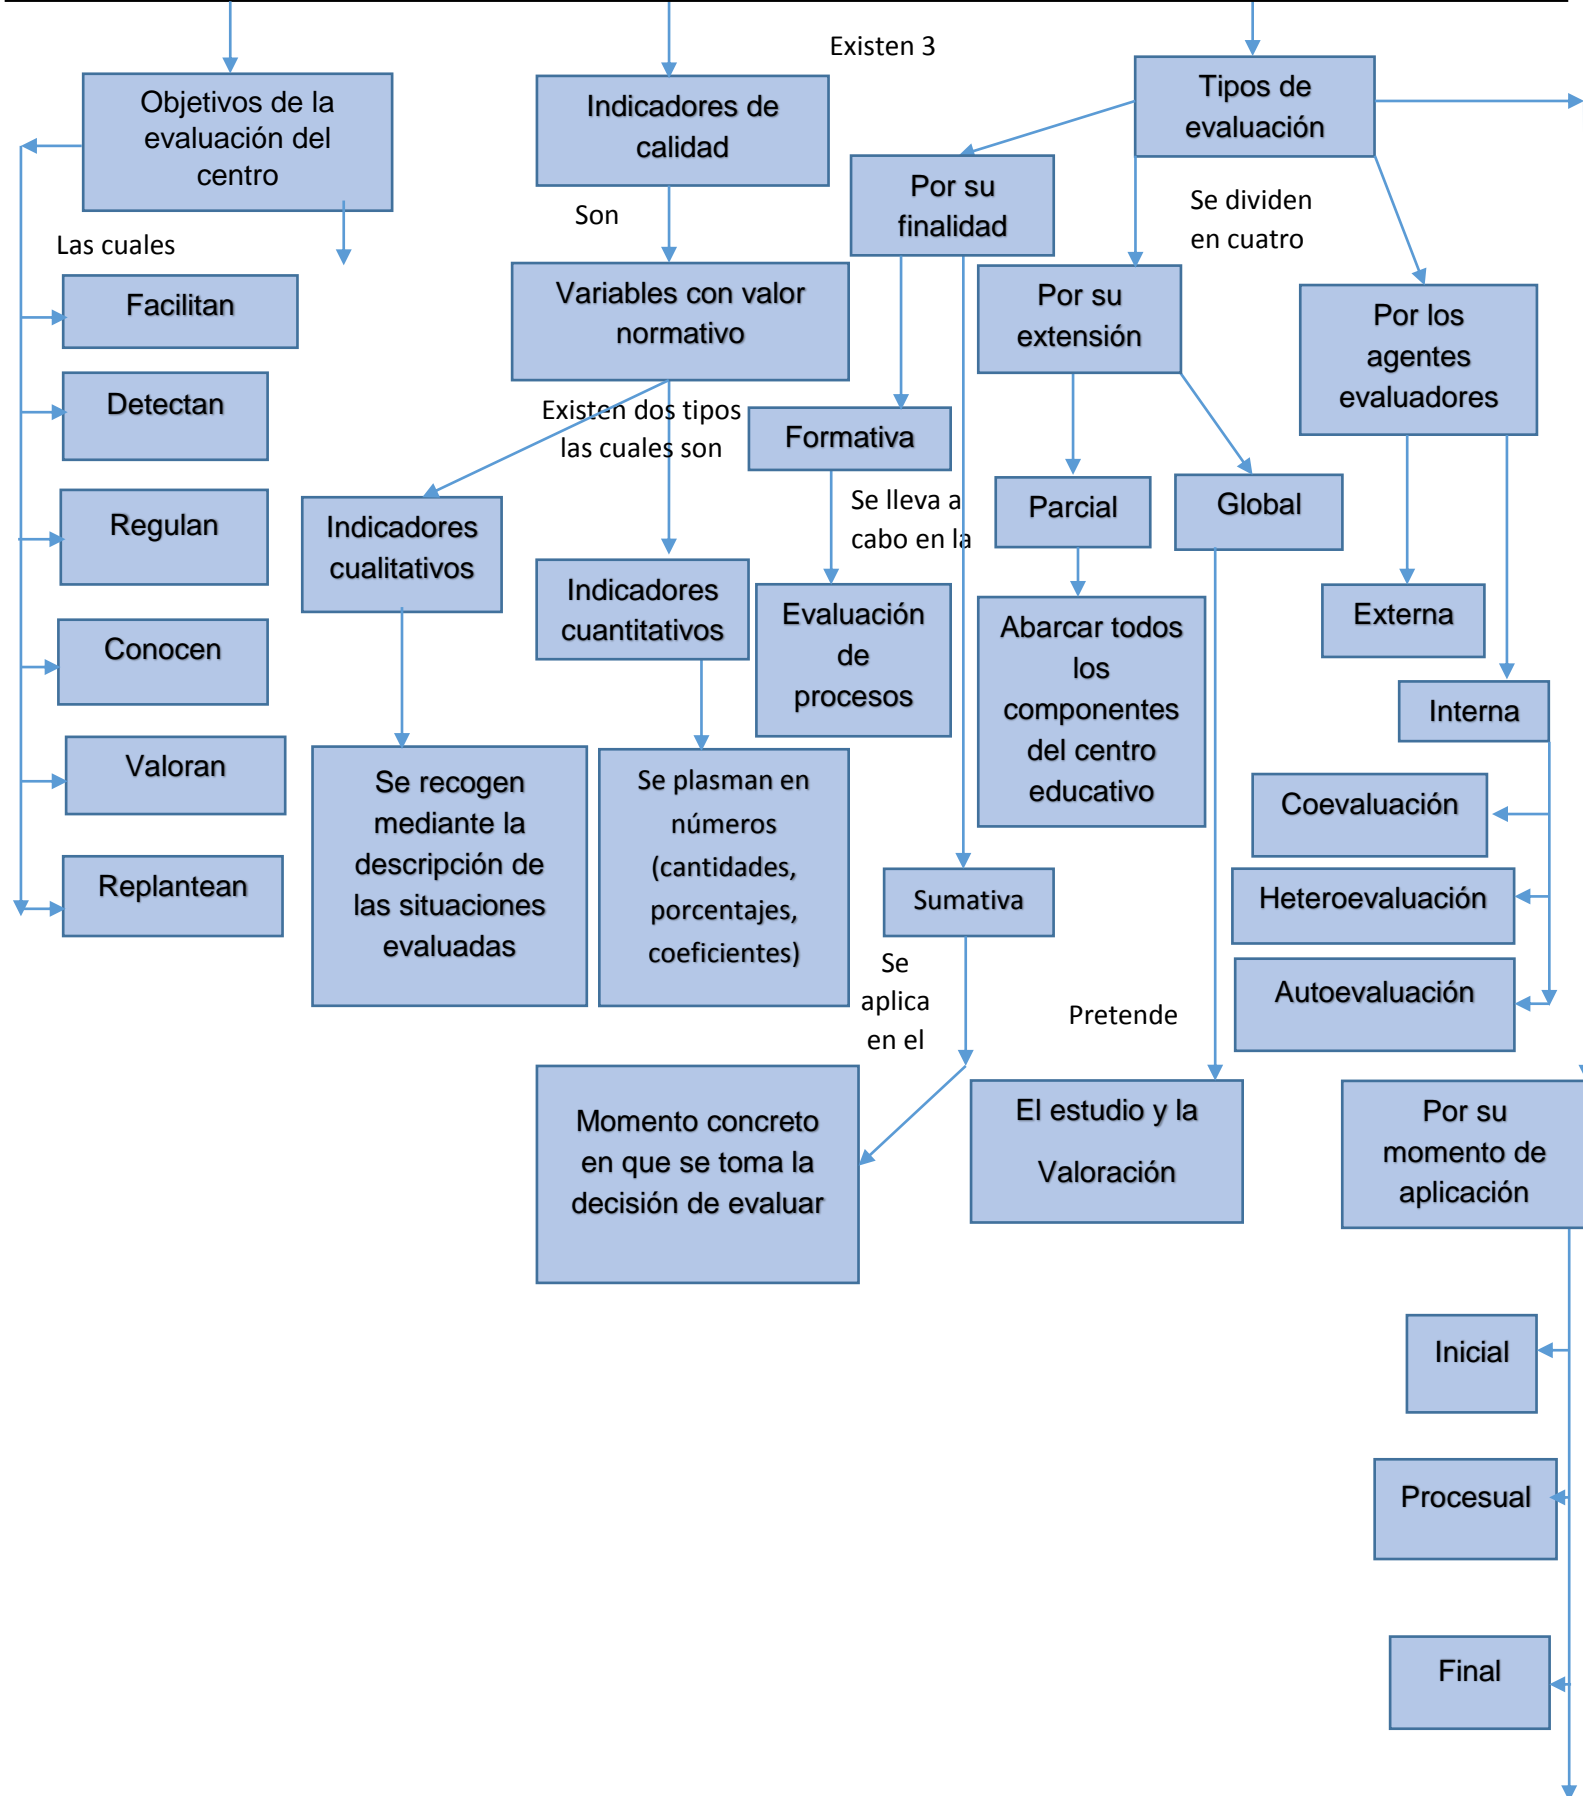 Existen 3
Objetivos de la
evaluación del
centro
Las cuales
Facilitan
Detectan
Regulan
Conocen
Valoran
Replantean
Indicadores de
calidad
Son
Variables con valor
normativo
Existen dos tipos
las cuales son
Indicadores
cualitativos
Se recogen
mediante la
descripción de
las situaciones
evaluadas
Indicadores
cuantitativos
Se plasman en
números
(cantidades,
porcentajes,
coeficientes)
Tipos de
evaluación
Se dividen
en cuatro
Por su
finalidad
Formativa
Se lleva a
cabo en la
Evaluación
de
procesos
Sumativa
Se
aplica
en el
Momento concreto
en que se toma la
decisión de evaluar
Por su
extensión
Parcial
Abarcar todos
los
componentes
del centro
educativo
Global
Pretende
El estudio y la
Valoración
Por los
agentes
evaluadores
Externa
Interna
Coevaluación
Heteroevaluación
Autoevaluación
Por su
momento de
aplicación
Inicial
Procesual
Final